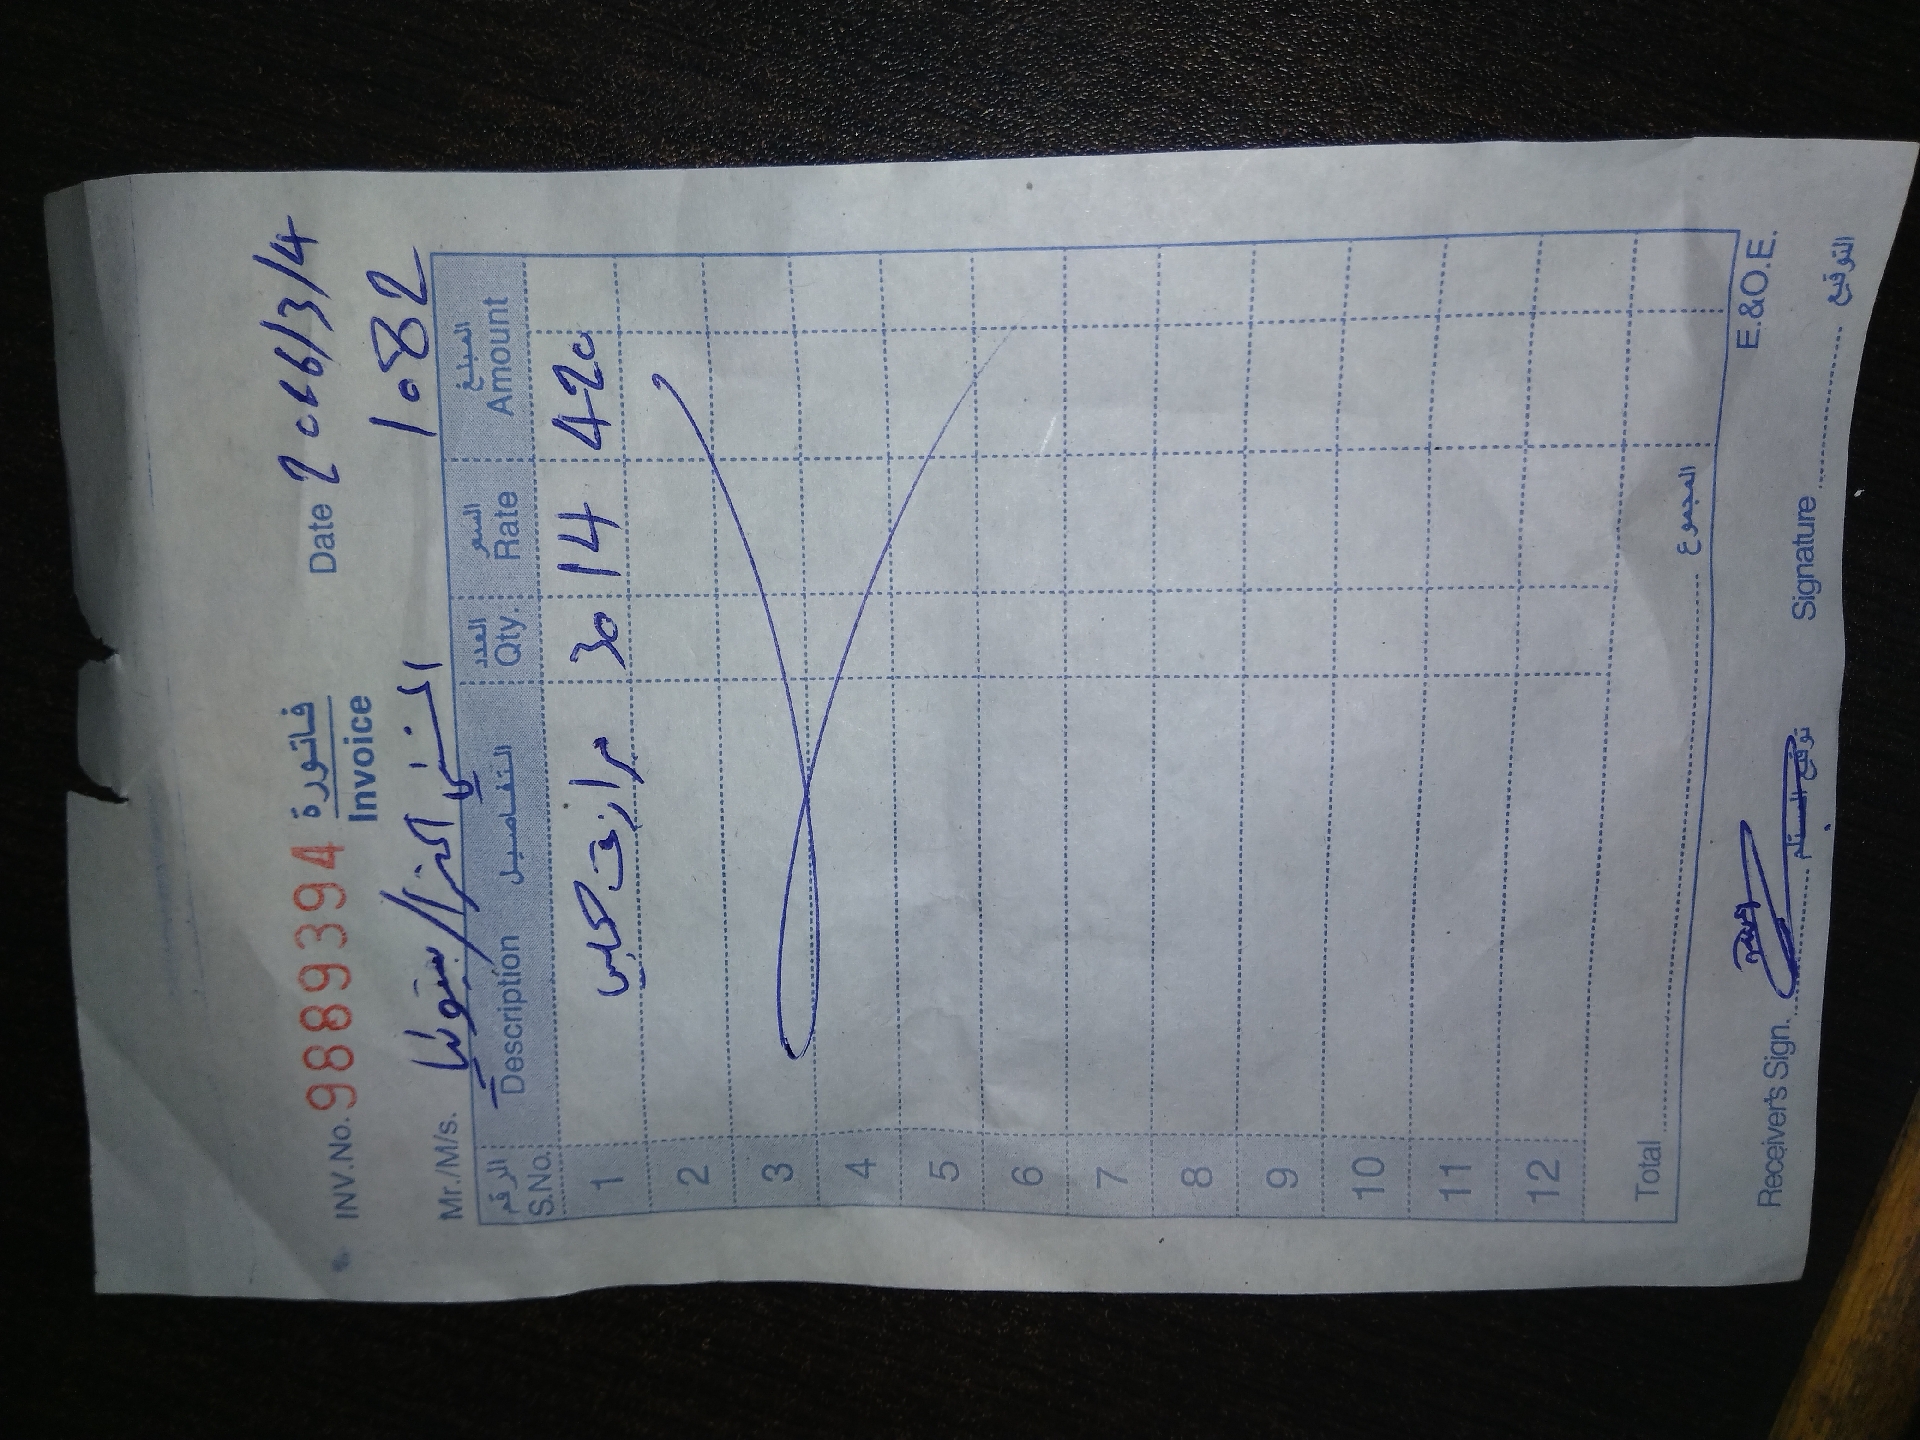 فاتورة
Invoice
INV.No. 9889394
Date 2026/3/4
1082
Mr./M/s.
الرقم التفاصيل العدد السعر المبلغ
S.No. Description Qty. Rate Amount
1 30 14 420
2
3
4
5
6
7
8
9
10
11
12
Total المجموع
E.&O.E.
Receiver's Sign. توقيع المستلم Signature التوقيع